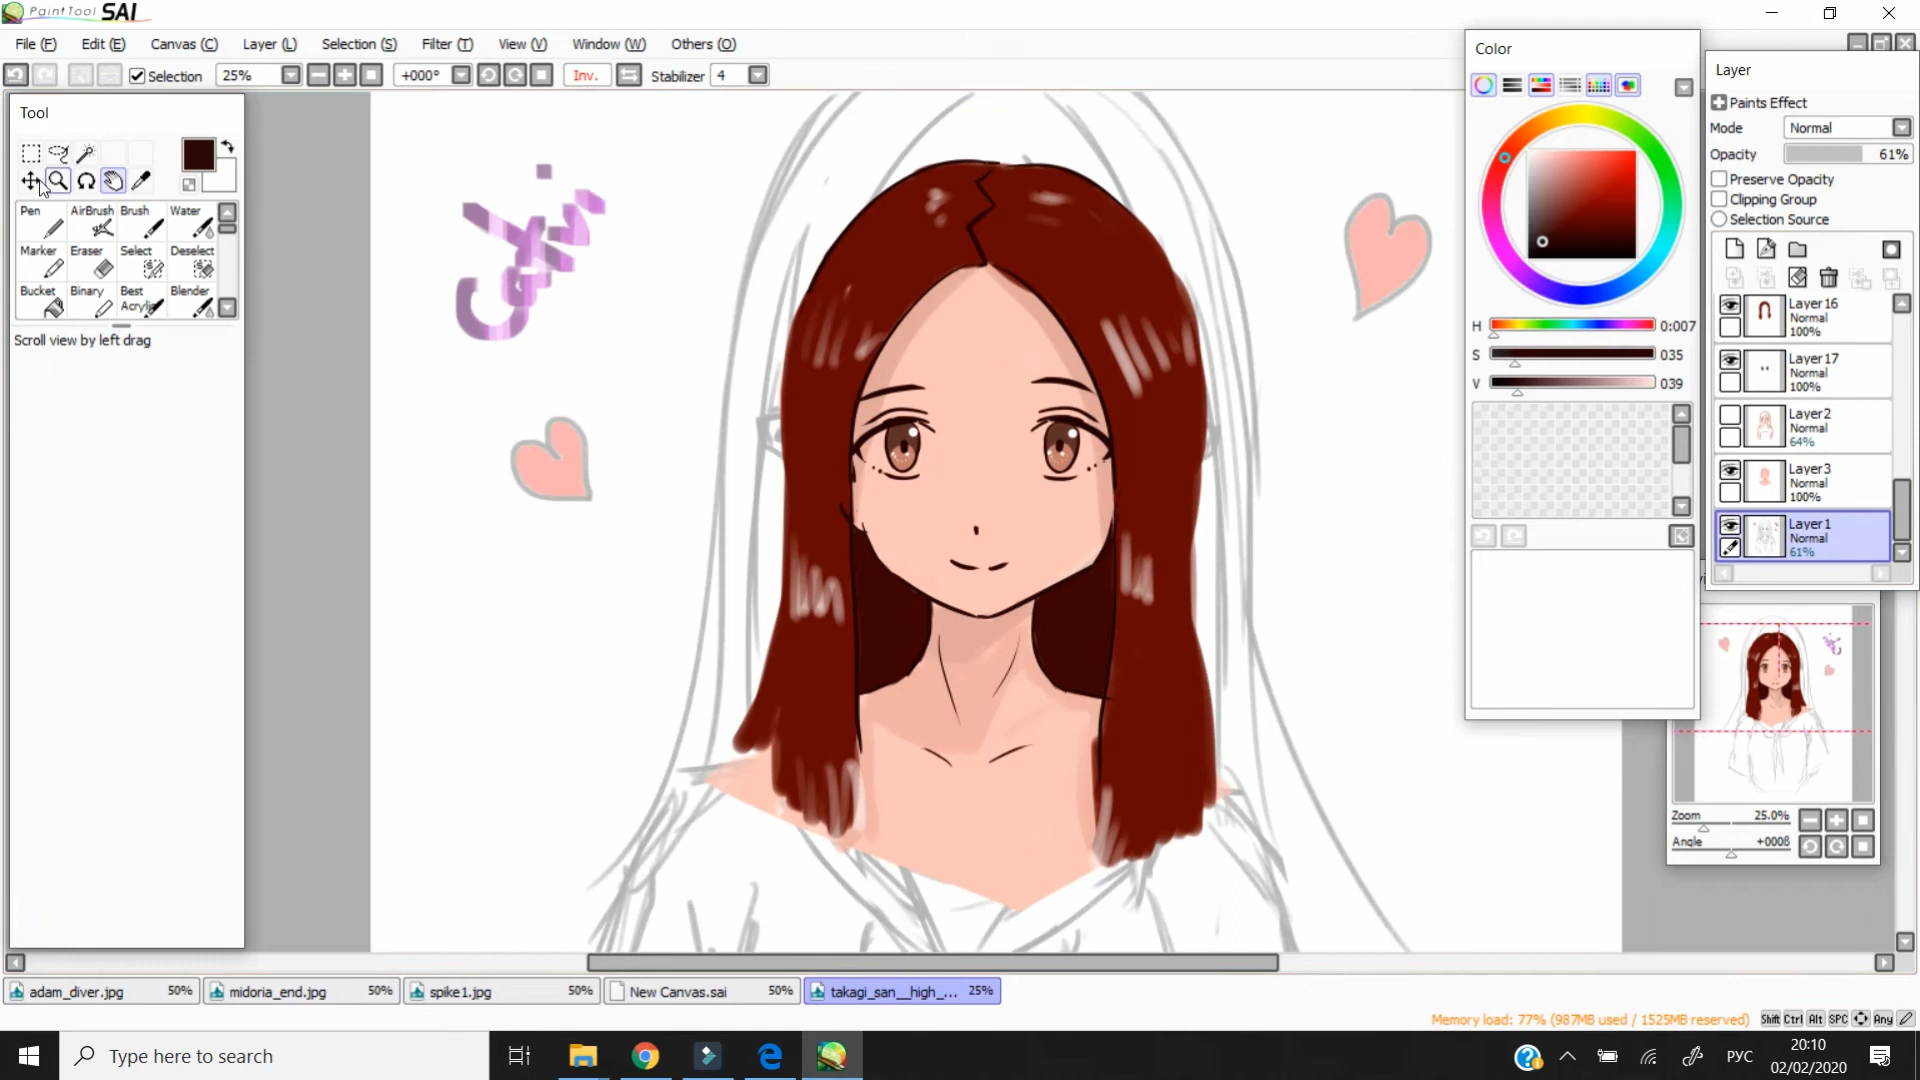 PaintTool SAI
File (F) Edit (E) Canvas (C) Layer (L) Selection (S) Filter (T) View (V) Window (W) Others (O)
Selection 25% +000° Inv. Stabilizer 4
Tool
Pen AirBrush Brush Water
Marker Eraser Select Deselect
Bucket Binary Best Acrylic Blender
Scroll view by left drag
Color
H 0:007
S 035
V 039
Layer
Paints Effect
Mode Normal
Opacity 61%
Preserve Opacity
Clipping Group
Selection Source
Layer16
Normal
100%
Layer17
Normal
100%
Layer2
Normal
64%
Layer3
Normal
100%
Layer1
Normal
61%
Zoom 25.0%
Angle
adam_diver.jpg 50% midoria_end.jpg 50% spike1.jpg 50% New Canvas.sai 50% takagi_san__high_... 25%
Memory load: 77% (987MB used / 1525MB reserved) Shift Ctrl Alt SPC Any
Type here to search
РУС
20:10
02/02/2020